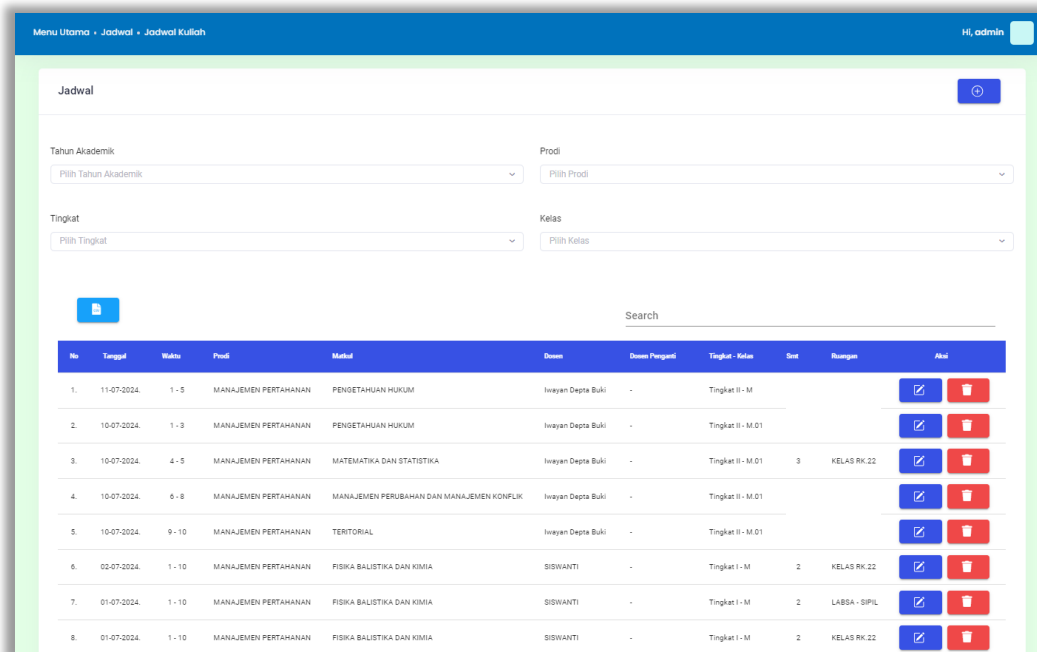 Menu Utama • Jadwal • Jadwal Kuliah Hi, admin
Jadwal
Tahun Akademik Prodi
Pilih Tahun Akademik Pilih Prodi
Tingkat Kelas
Pilih Tingkat Pilih Kelas
Search
No Tanggal Waktu Prodi Matkul Dosen Dosen Penganti Tingkat - Kelas Smt Ruangan Aksi
1. 11-07-2024. 1 - 5 MANAJEMEN PERTAHANAN PENGETAHUAN HUKUM Iwayan Depta Buki - Tingkat II - M
2. 10-07-2024. 1 - 3 MANAJEMEN PERTAHANAN PENGETAHUAN HUKUM Iwayan Depta Buki - Tingkat II - M.01
3. 10-07-2024. 4 - 5 MANAJEMEN PERTAHANAN MATEMATIKA DAN STATISTIKA Iwayan Depta Buki - Tingkat II - M.01 3 KELAS RK.22
4. 10-07-2024. 6 - 8 MANAJEMEN PERTAHANAN MANAJEMEN PERUBAHAN DAN MANAJEMEN KONFLIK Iwayan Depta Buki - Tingkat II - M.01
5. 10-07-2024. 9 - 10 MANAJEMEN PERTAHANAN TERITORIAL Iwayan Depta Buki - Tingkat II - M.01
6. 02-07-2024. 1 - 10 MANAJEMEN PERTAHANAN FISIKA BALISTIKA DAN KIMIA SISWANTI - Tingkat I - M 2 KELAS RK.22
7. 01-07-2024. 1 - 10 MANAJEMEN PERTAHANAN FISIKA BALISTIKA DAN KIMIA SISWANTI - Tingkat I - M 2 LABSA - SIPIL
8. 01-07-2024. 1 - 10 MANAJEMEN PERTAHANAN FISIKA BALISTIKA DAN KIMIA SISWANTI - Tingkat I - M 2 KELAS RK.22